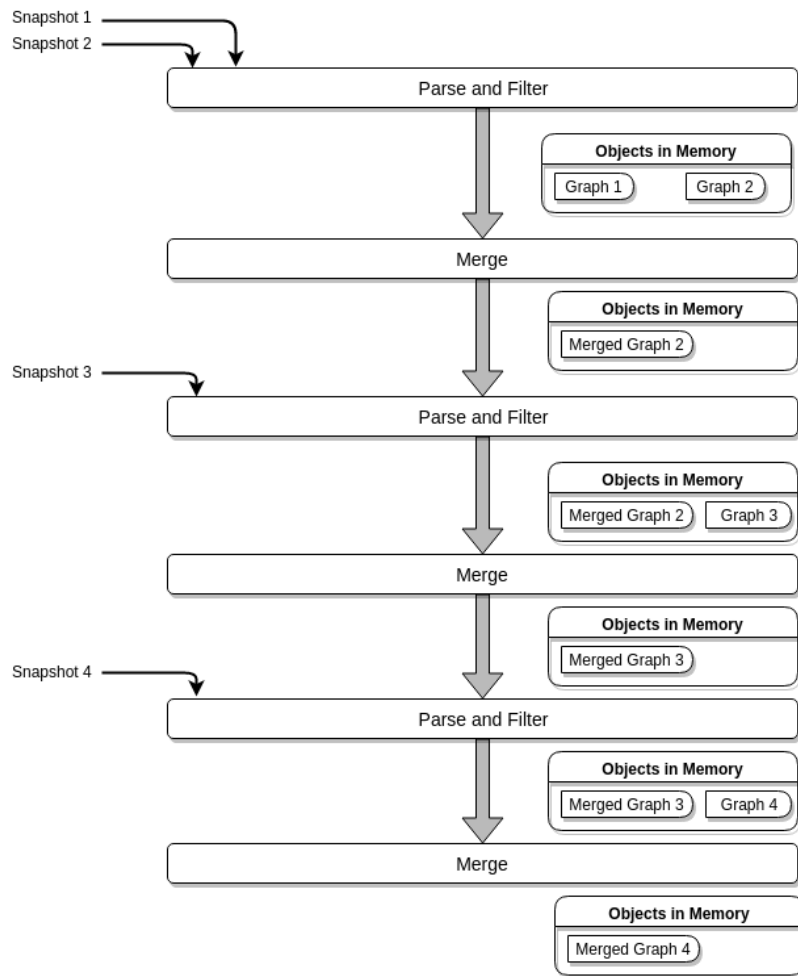 Snapshot 1
Snapshot 2
Parse and Filter
Objects in Memory
Graph 1
Graph 2
Merge
Objects in Memory
Merged Graph 2
Snapshot 3
Parse and Filter
Objects in Memory
Merged Graph 2
Graph 3
Merge
Objects in Memory
Merged Graph 3
Snapshot 4
Parse and Filter
Objects in Memory
Merged Graph 3
Graph 4
Merge
Objects in Memory
Merged Graph 4